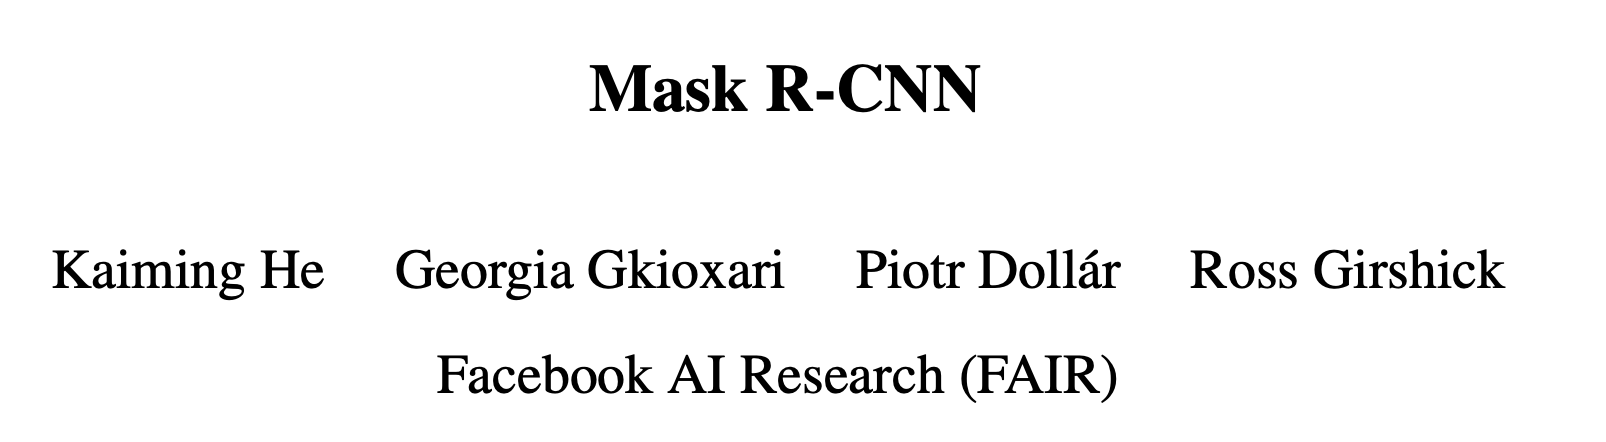 Mask R-CNN
Kaiming He Georgia Gkioxari Piotr Dollár Ross Girshick
Facebook AI Research (FAIR)